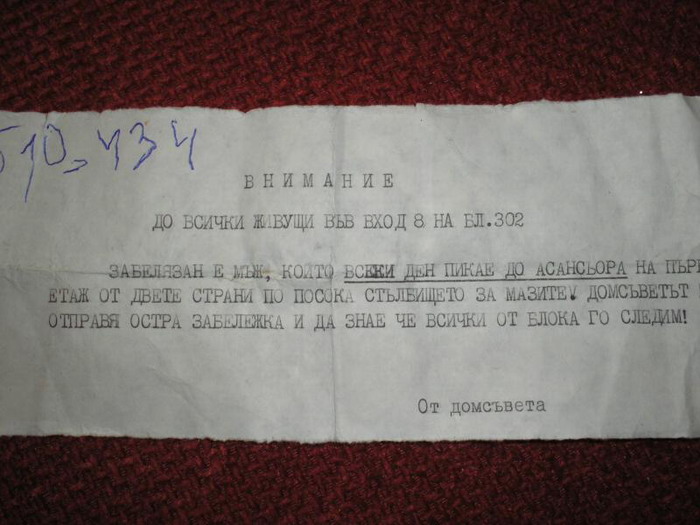 510.434
ВНИМАНИЕ
ДО ВСИЧКИ ЖИВУЩИ ВЪВ ВХОД 8 НА БЛ.302
ЗАБЕЛЯЗАН Е МЪЖ, КОЙТО ВСЕКИ ДЕН ПИКАЕ ДО АСАНСЬОРА НА ПЪР
ЕТАЖ ОТ ДВЕТЕ СТРАНИ ПО ПОСОКА СТЪЛБИЩЕТО ЗА МАЗИТЕ! ДОМСЪВЕТЪТ
ОТПРАВЯ ОСТРА ЗАБЕЛЕЖКА И ДА ЗНАЕ ЧЕ ВСИЧКИ ОТ БЛОКА ГО СЛЕДИМ!
От домсъвета